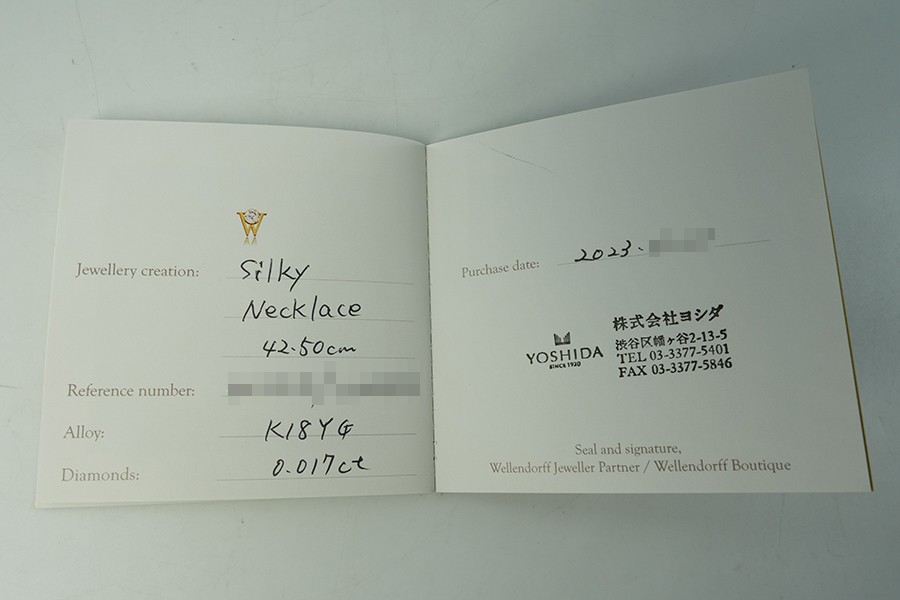 W
Jewellery creation: Silky
Necklace
42.50cm
Reference number:
Alloy: K18YG
Diamonds: 0.017ct
Purchase date: 2023.
YOSHIDA
SINCE 1920
株式会社ヨシダ
渋谷区幡ヶ谷2-13-5
TEL 03-3377-5401
FAX 03-3377-5846
Seal and signature,
Wellendorff Jeweller Partner / Wellendorff Boutique